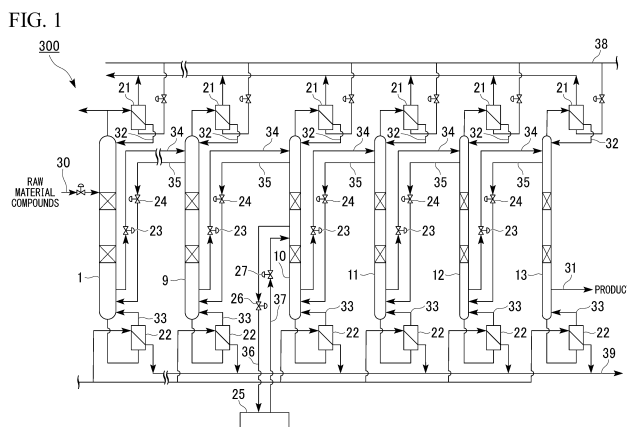 FIG. 1
300
38
21 21 21 21 21 21
32 34 32 34 32 34 32 34 32 34 32
30
RAW
MATERIAL
COMPOUNDS
35 35 35 35 35
24 24 24 24 24
23 23 23 23 23
1 9 27 10 11 12 13
31
PRODUC
26 37
33 33 33 33 33 33
22 22 22 22 22 22
36
39
25